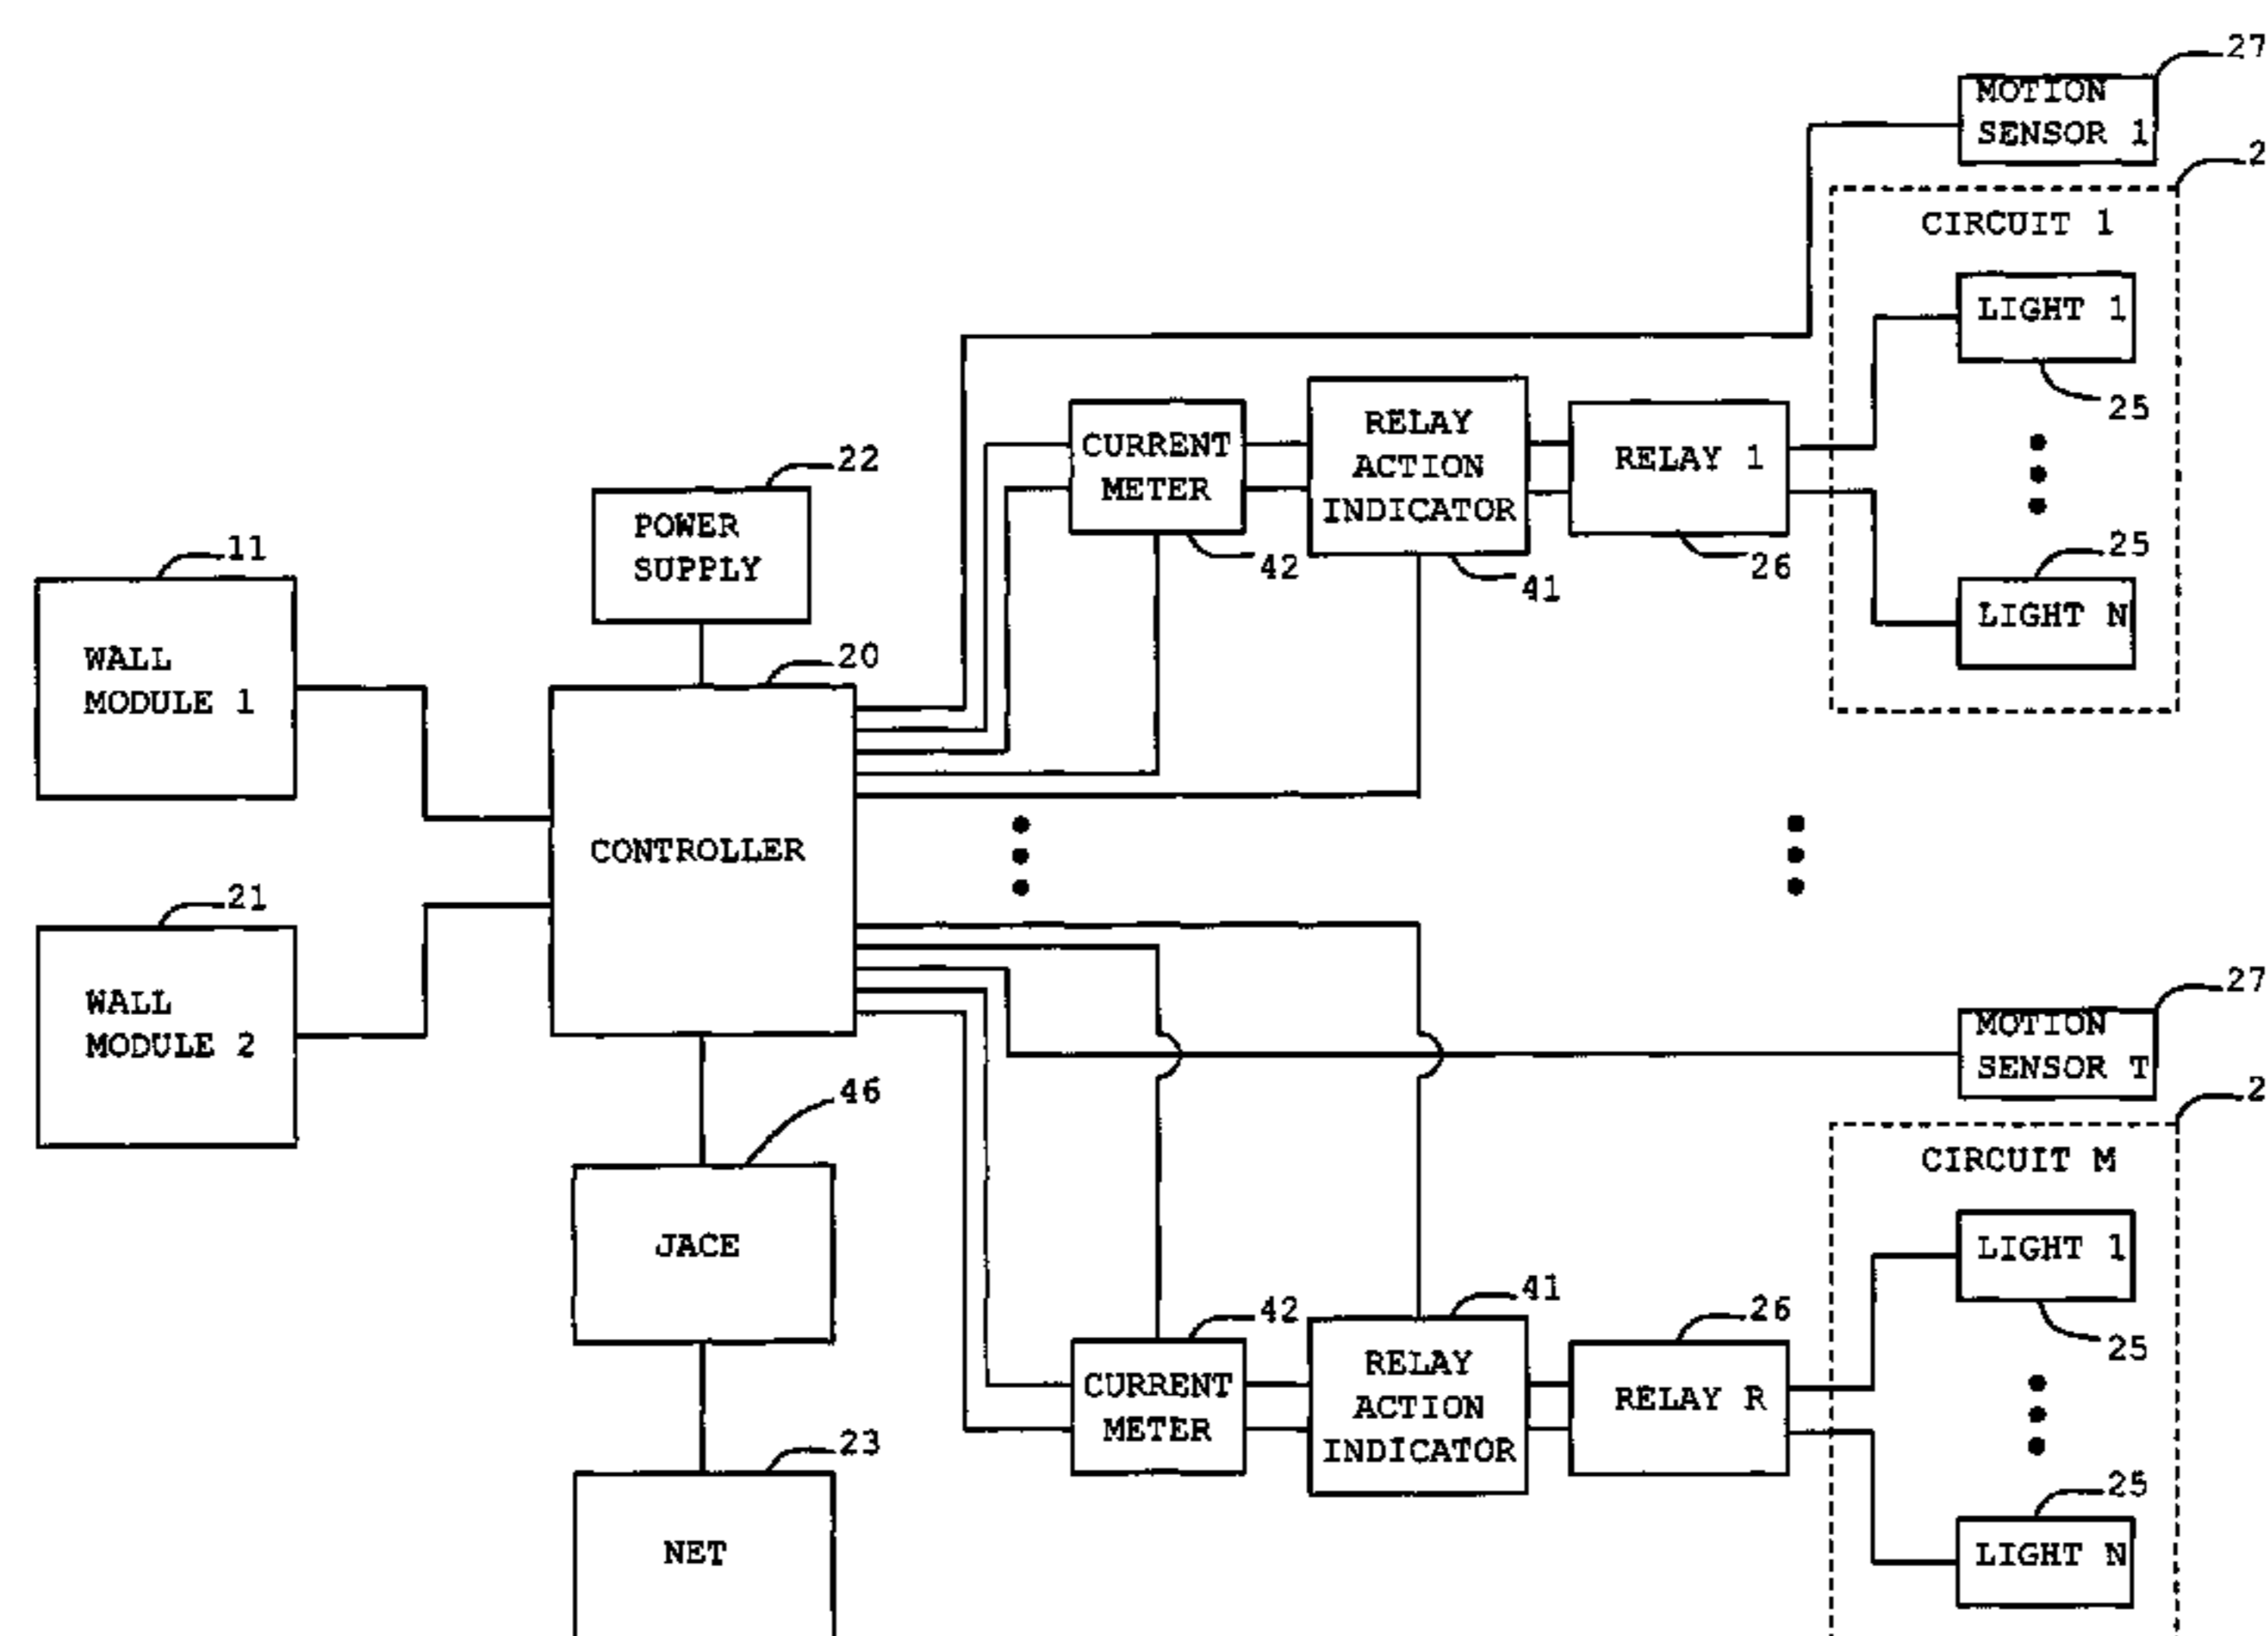 27
MOTION
SENSOR 1
2
CIRCUIT 1
LIGHT 1
25
25
LIGHT N
CURRENT
METER
42
RELAY
ACTION
INDICATOR
41
RELAY 1
26
22
POWER
SUPPLY
11
WALL
MODULE 1
20
CONTROLLER
21
WALL
MODULE 2
27
MOTION
SENSOR T
2
CIRCUIT M
LIGHT 1
25
25
LIGHT N
46
JACE
42
CURRENT
METER
41
RELAY
ACTION
INDICATOR
26
RELAY R
23
NET